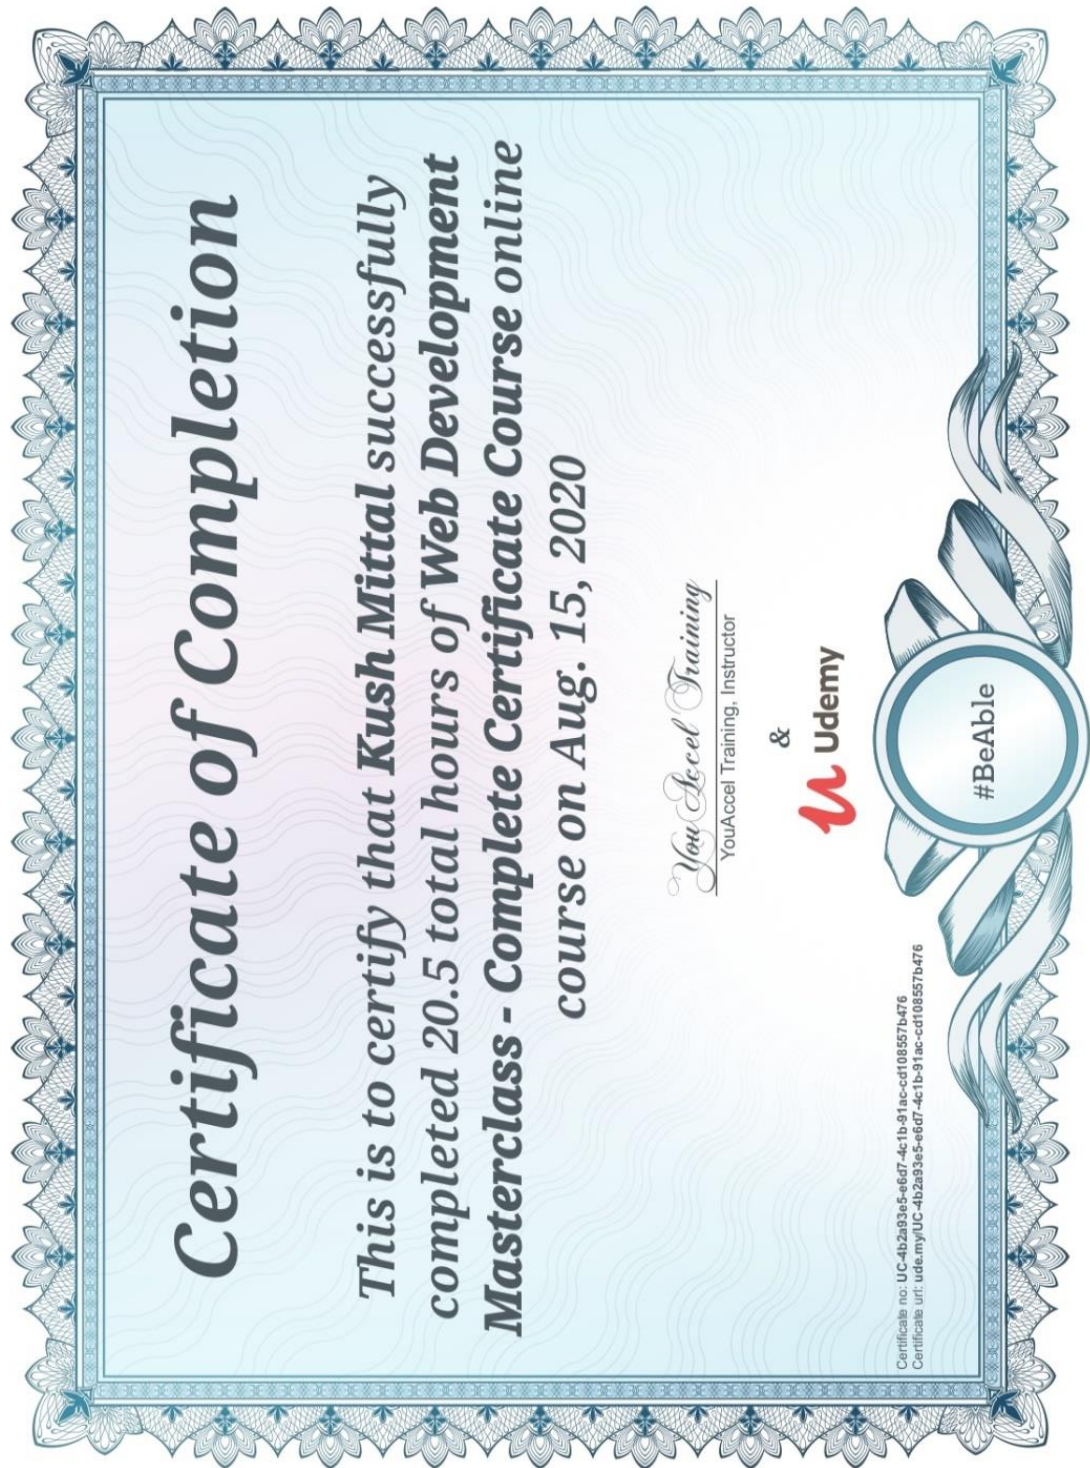 Certificate of Completion
This is to certify that Kush Mittal successfully
completed 20.5 total hours of Web Development
Masterclass - Complete Certificate Course online
course on Aug. 15, 2020
YouAccel Training
YouAccel Training, Instructor
&
Udemy
Certificate no: UC-4b2a93e5-e6d7-4c1b-91ac-cd108557b476
Certificate url: ude.my/UC-4b2a93e5-e6d7-4c1b-91ac-cd108557b476
#BeAble